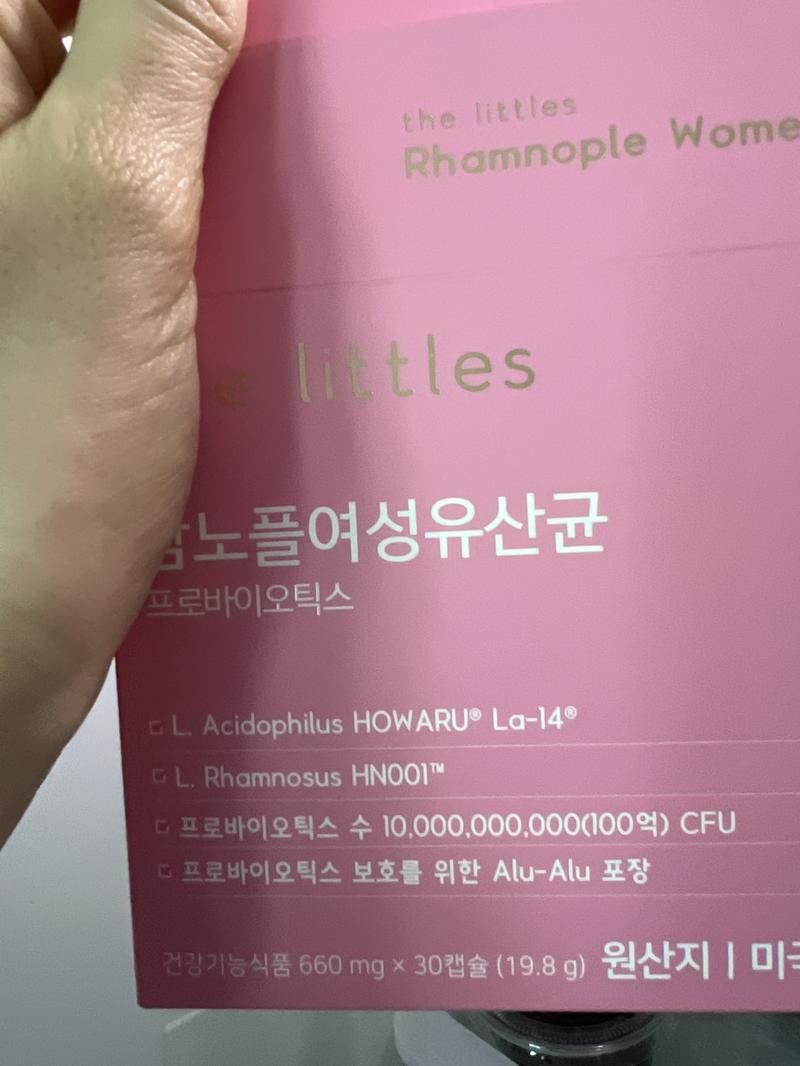 the littles
Rhamnople
littles
노플여성유산균
프로바이오틱스
L. Acidophilus HOWARU® La-14®
L. Rhamnosus HN001™
프로바이오틱스 수 10,000,000,000(100억) CFU
프로바이오틱스 보호를 위한 Alu-Alu 포장
건강기능식품 660 mg × 30캡슐 (19.8 g) 원산지 | 미